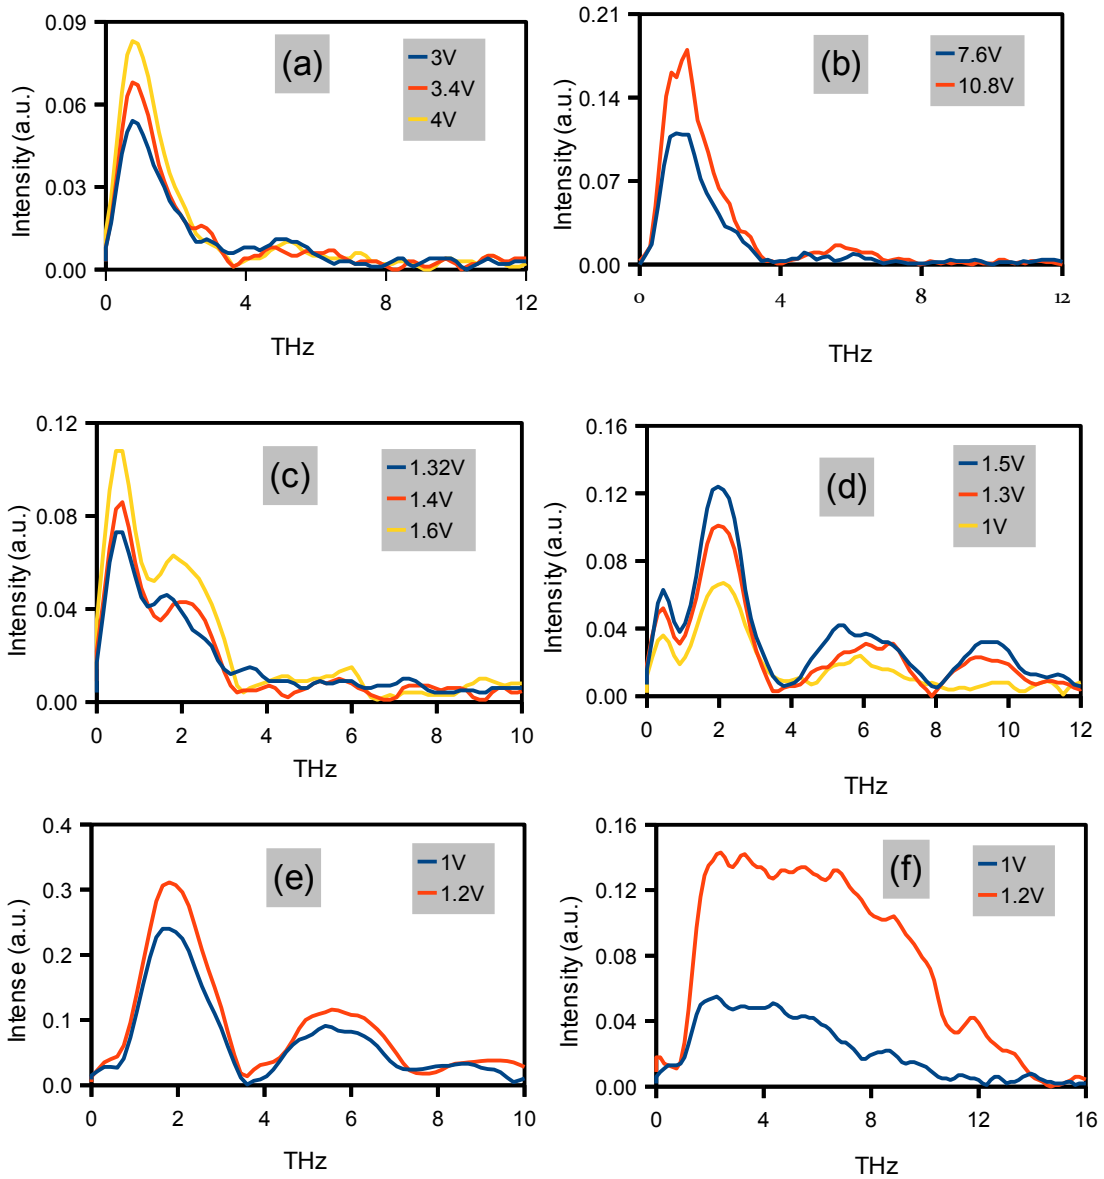 0.09
0.06
0.03
0.00
Intensity (a.u.)
(a)
3V
3.4V
4V
0 4 8 12
THz
0.21
0.14
0.07
0.00
Intensity (a.u.)
(b)
7.6V
10.8V
0 4 8 12
THz
0.12
0.08
0.04
0.00
Intensity (a.u.)
(c)
1.32V
1.4V
1.6V
0 2 4 6 8 10
THz
0.16
0.12
0.08
0.04
0.00
Intensity (a.u.)
(d)
1.5V
1.3V
1V
0 2 4 6 8 10 12
THz
0.4
0.3
0.2
0.1
0.0
Intense (a.u.)
(e)
1V
1.2V
0 2 4 6 8 10
THz
0.16
0.12
0.08
0.04
0.00
Intensity (a.u.)
(f)
1V
1.2V
0 4 8 12 16
THz